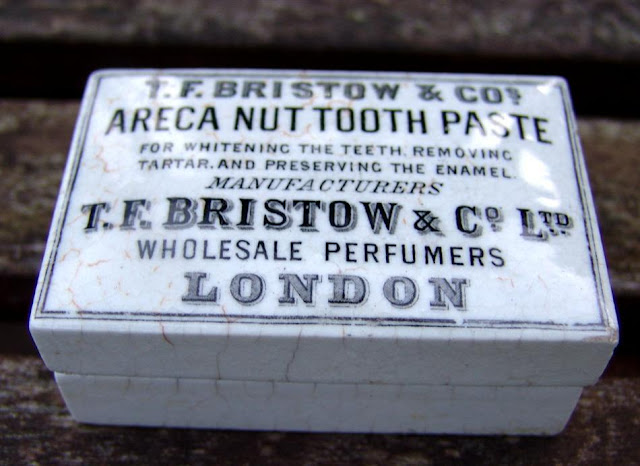 T.F. BRISTOW & CO'S
ARECA NUT TOOTH PASTE
FOR WHITENING THE TEETH, REMOVING
TARTAR, AND PRESERVING THE ENAMEL.
MANUFACTURERS
T.F. BRISTOW & CO LTD
WHOLESALE PERFUMERS
LONDON